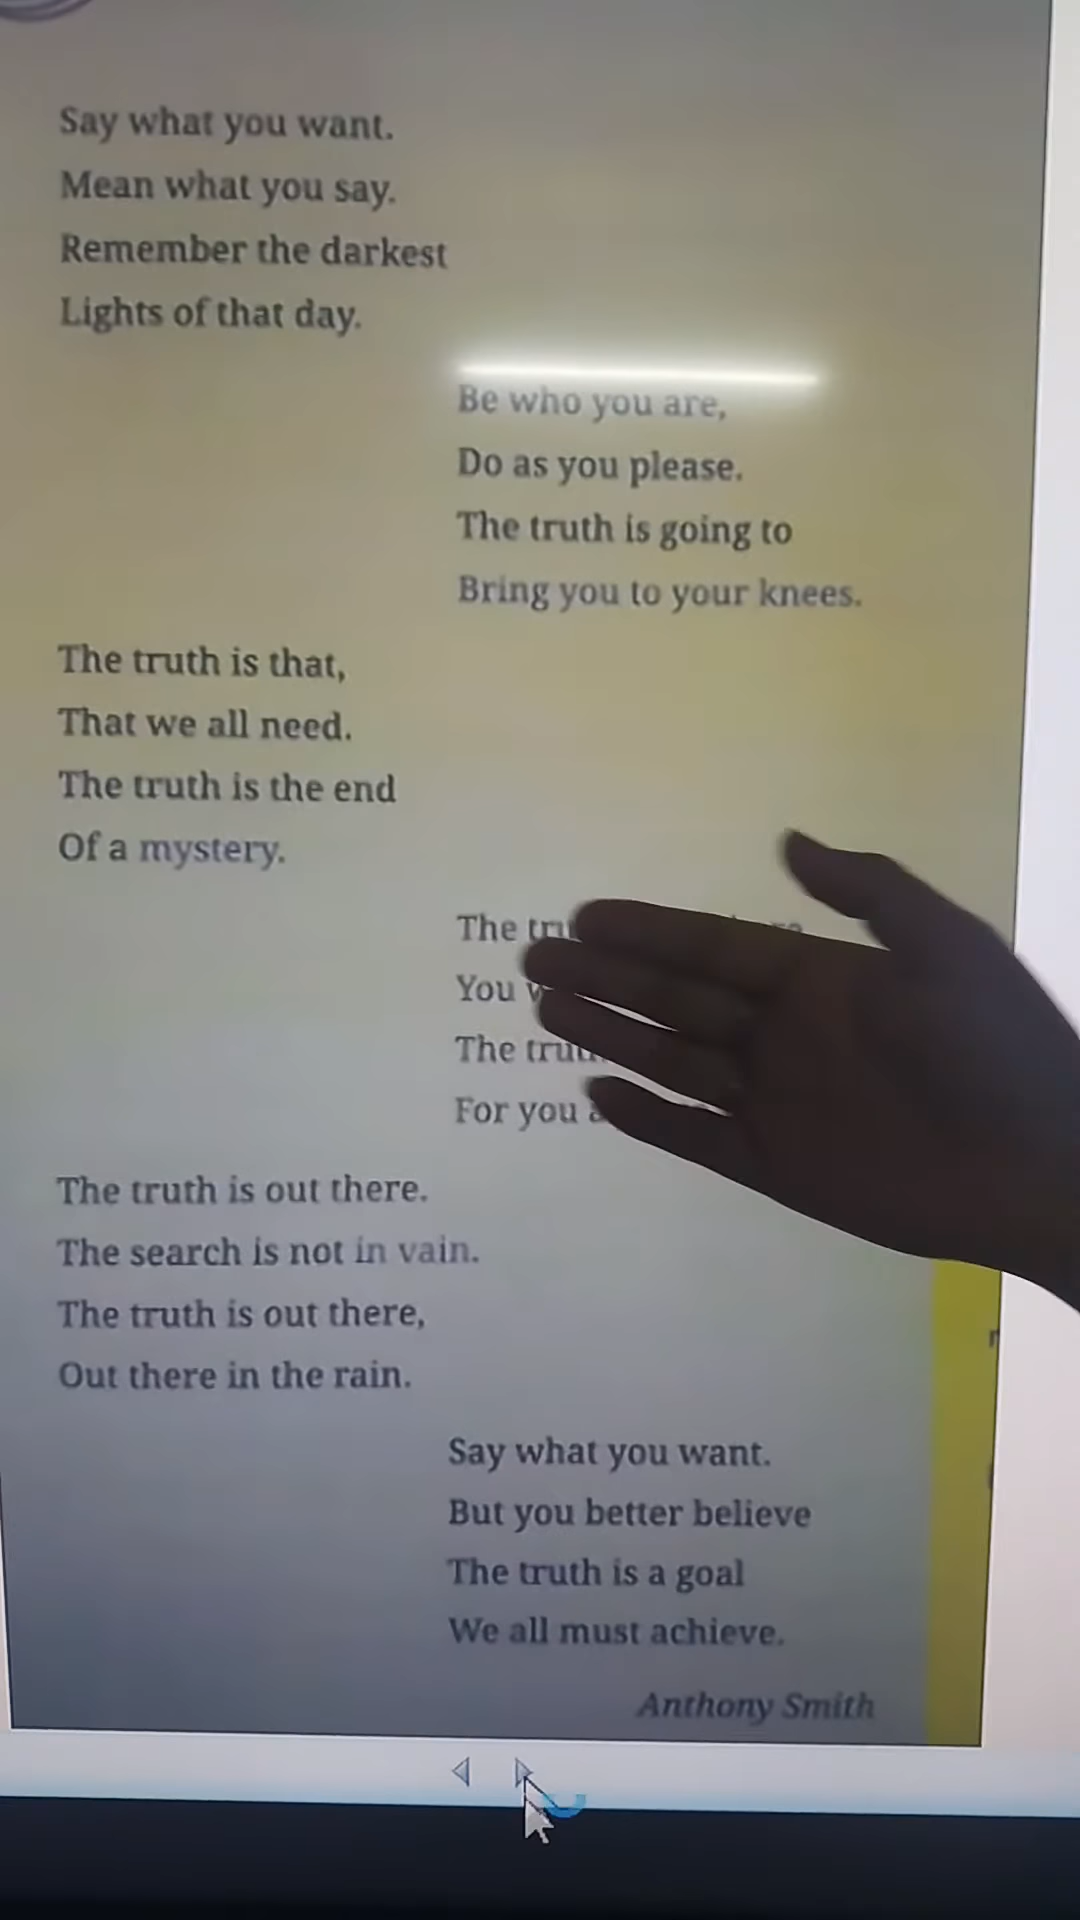 Say what you want.
Mean what you say.
Remember the darkest
Lights of that day.
Be who you are,
Do as you please.
The truth is going to
Bring you to your knees.
The truth is that,
That we all need.
The truth is the end
Of a mystery.
The
You
The
For you
The truth is out there.
The search is not in vain.
The truth is out there,
Out there in the rain.
Say what you want.
But you better believe
The truth is a goal
We all must achieve.
Anthony Smith